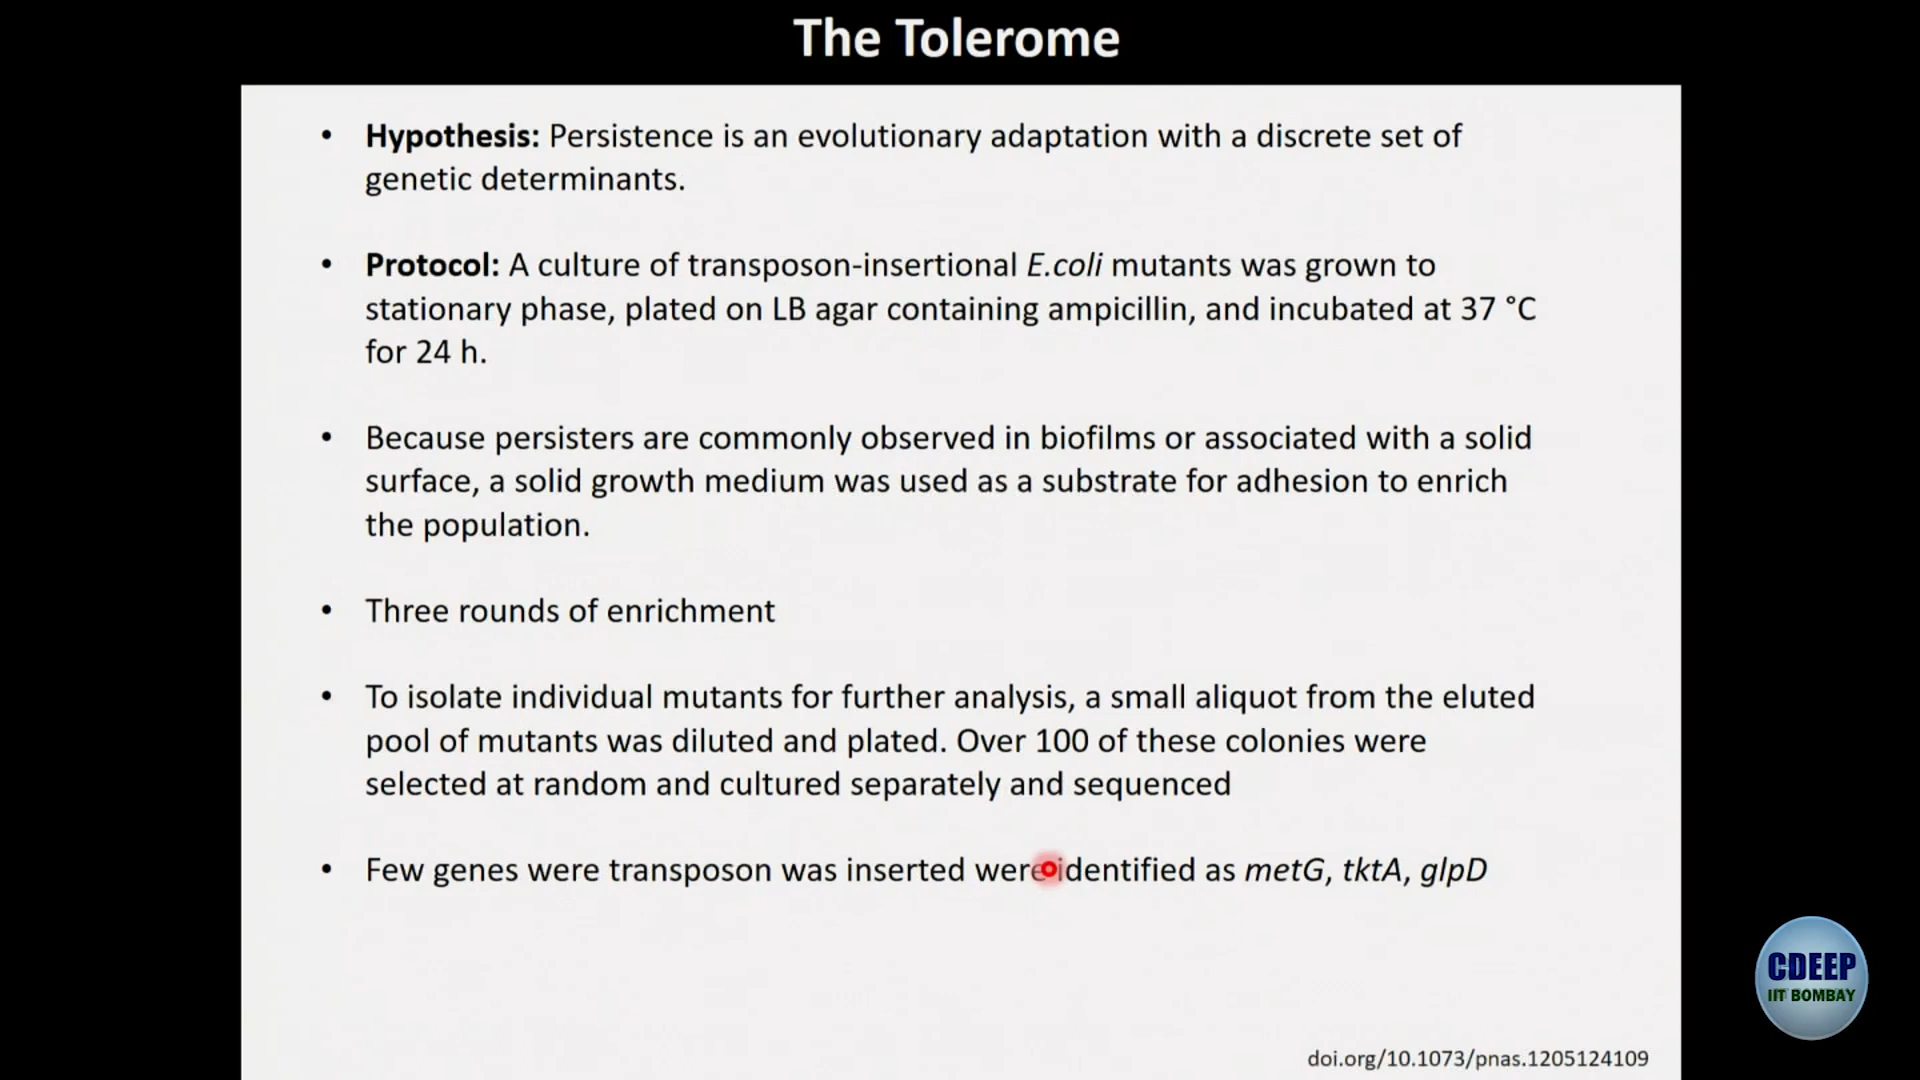 The Tolerome
• Hypothesis: Persistence is an evolutionary adaptation with a discrete set of
genetic determinants.
• Protocol: A culture of transposon-insertional E.coli mutants was grown to
stationary phase, plated on LB agar containing ampicillin, and incubated at 37 °C
for 24 h.
• Because persisters are commonly observed in biofilms or associated with a solid
surface, a solid growth medium was used as a substrate for adhesion to enrich
the population.
• Three rounds of enrichment
• To isolate individual mutants for further analysis, a small aliquot from the eluted
pool of mutants was diluted and plated. Over 100 of these colonies were
selected at random and cultured separately and sequenced
• Few genes were transposon was inserted were identified as metG, tktA, glpD
CDEEP
IIT BOMBAY
doi.org/10.1073/pnas.1205124109